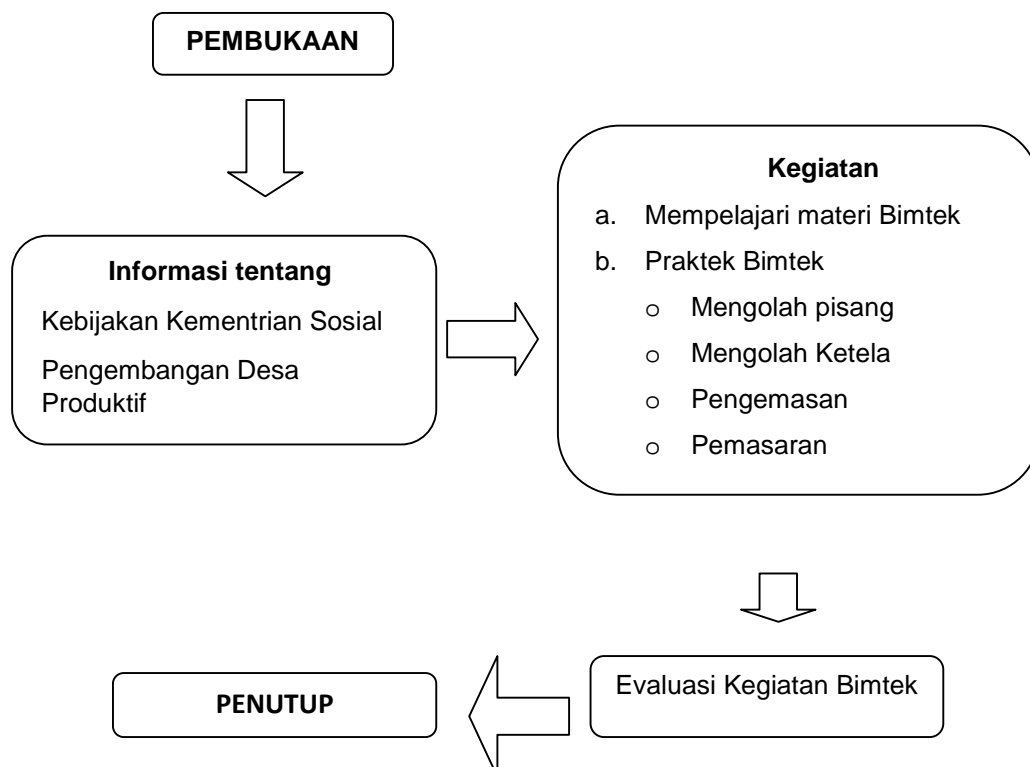 PEMBUKAAN
Informasi tentang
Kebijakan Kementrian Sosial
Pengembangan Desa
Produktif
Kegiatan
a. Mempelajari materi Bimtek
b. Praktek Bimtek
o Mengolah pisang
o Mengolah Ketela
o Pengemasan
o Pemasaran
Evaluasi Kegiatan Bimtek
PENUTUP